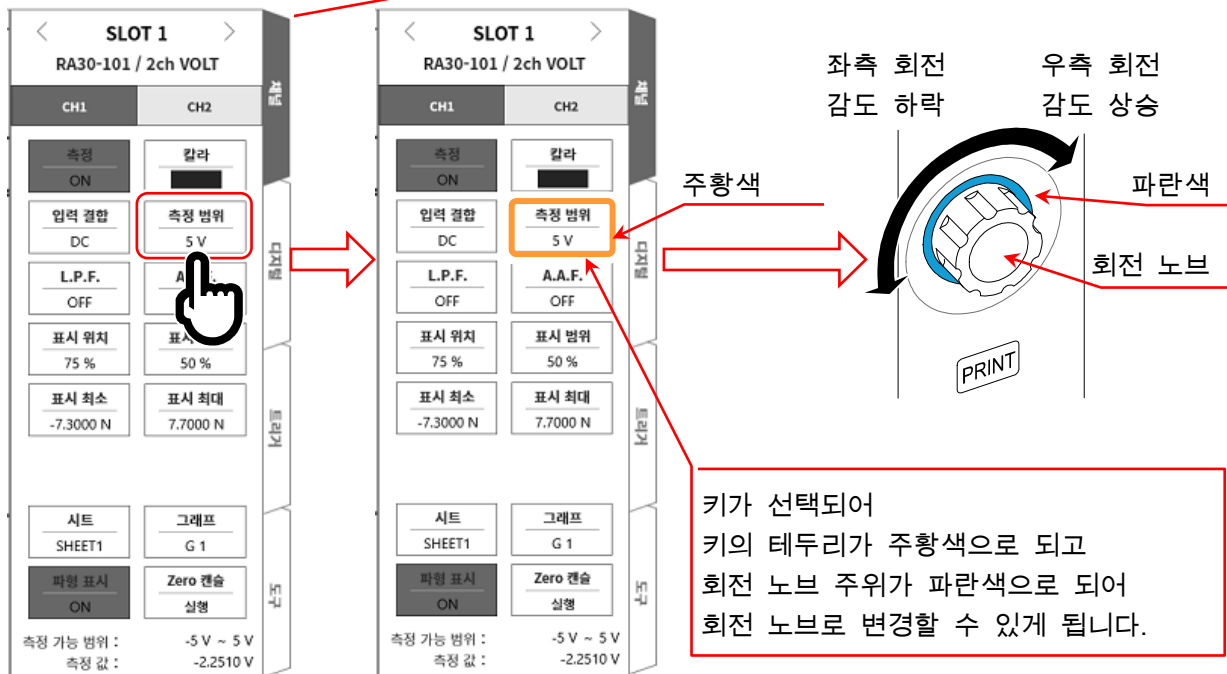 SLOT 1
RA30-101 / 2ch VOLT
CH1
CH2
측정
ON
칼라
입력 결합
DC
측정 범위
5 V
L.P.F.
OFF
표시 위치
75 %
표시
50 %
표시 최소
-7.3000 N
표시 최대
7.7000 N
시트
SHEET1
그래프
G 1
파형 표시
ON
Zero 캔슬
실행
측정 가능 범위 :
-5 V ~ 5 V
측정 값 :
-2.2510 V
채널
디지털
트리거
도구
SLOT 1
RA30-101 / 2ch VOLT
CH1
CH2
측정
ON
칼라
입력 결합
DC
측정 범위
5 V
L.P.F.
OFF
A.A.F.
OFF
표시 위치
75 %
표시 범위
50 %
표시 최소
-7.3000 N
표시 최대
7.7000 N
시트
SHEET1
그래프
G 1
파형 표시
ON
Zero 캔슬
실행
측정 가능 범위 :
-5 V ~ 5 V
측정 값 :
-2.2510 V
채널
디지털
트리거
도구
주황색
좌측 회전
감도 하락
우측 회전
감도 상승
파란색
회전 노브
PRINT
키가 선택되어
키의 테두리가 주황색으로 되고
회전 노브 주위가 파란색으로 되어
회전 노브로 변경할 수 있게 됩니다.